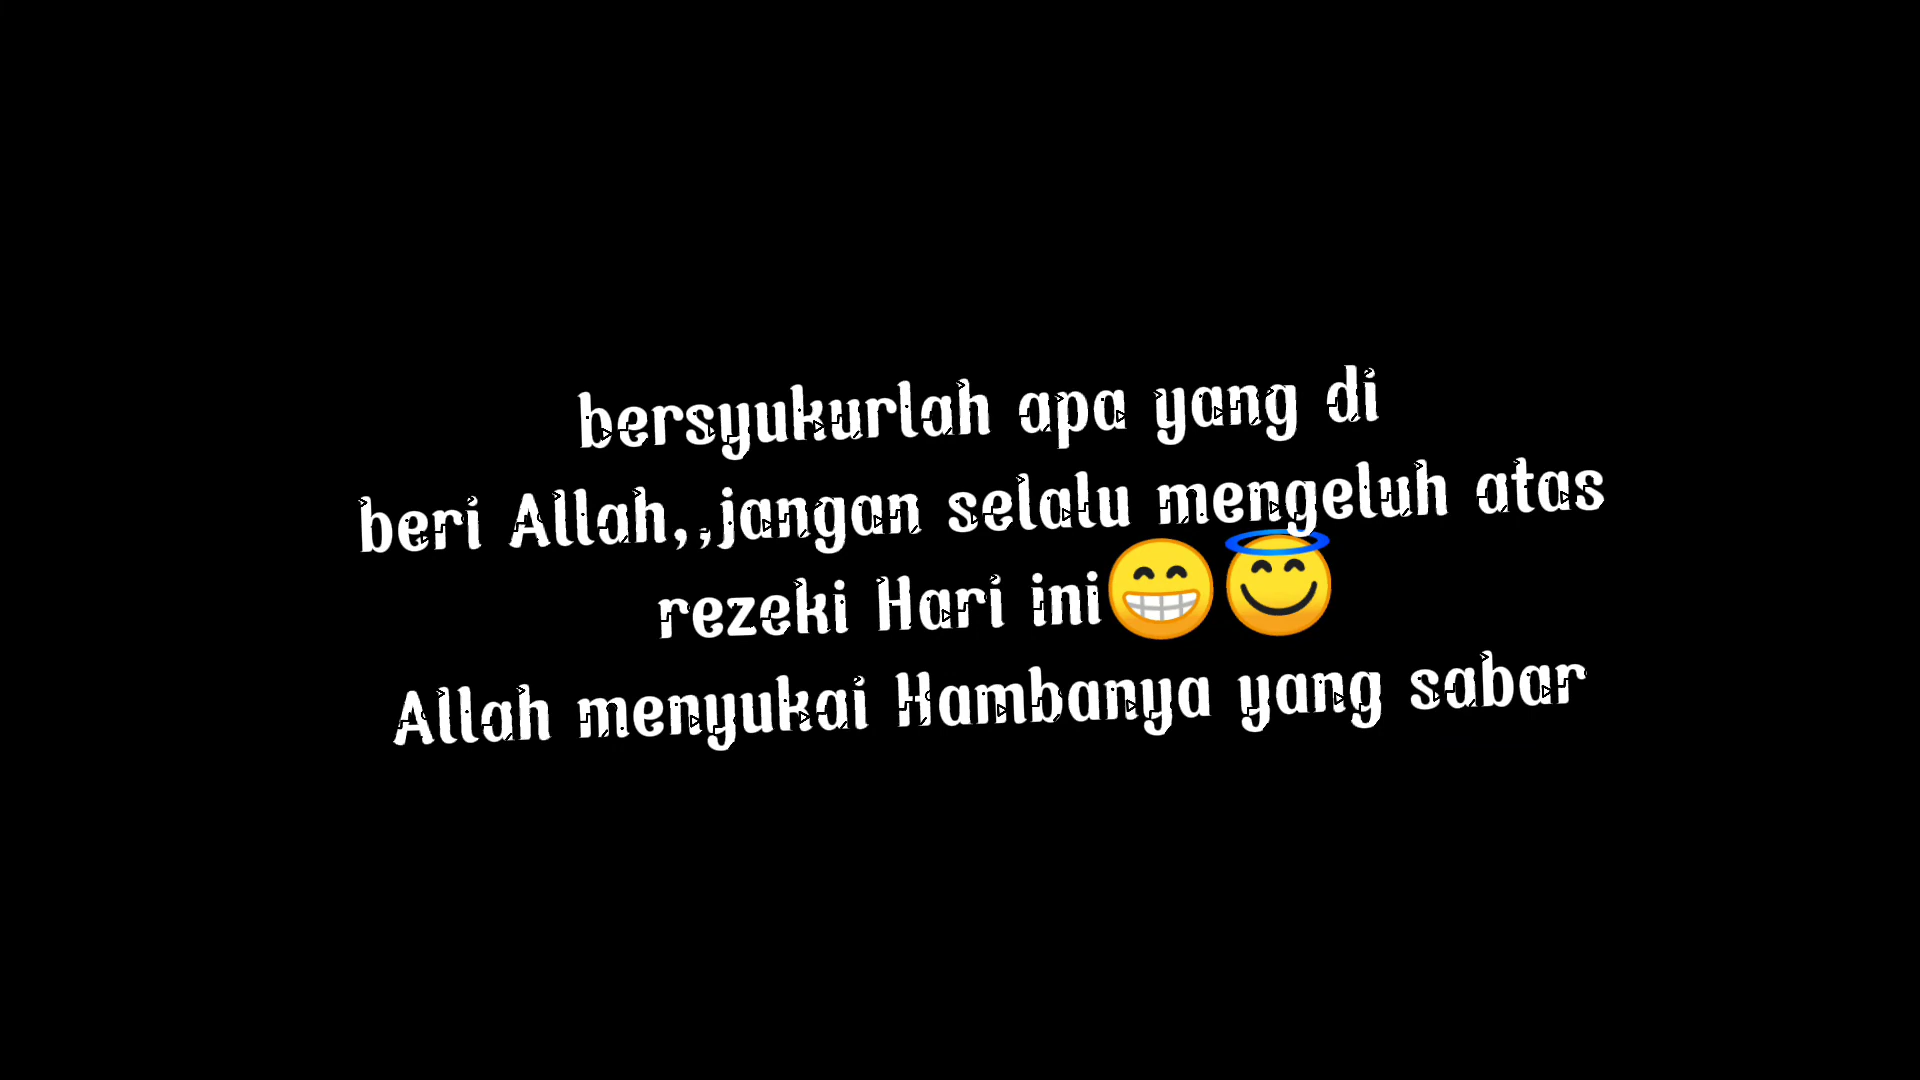 bersyukurlah apa yang di
beri Allah,,jangan selalu mengeluh atas
rezeki Hari ini😁😇
Allah menyukai Hambanya yang sabar